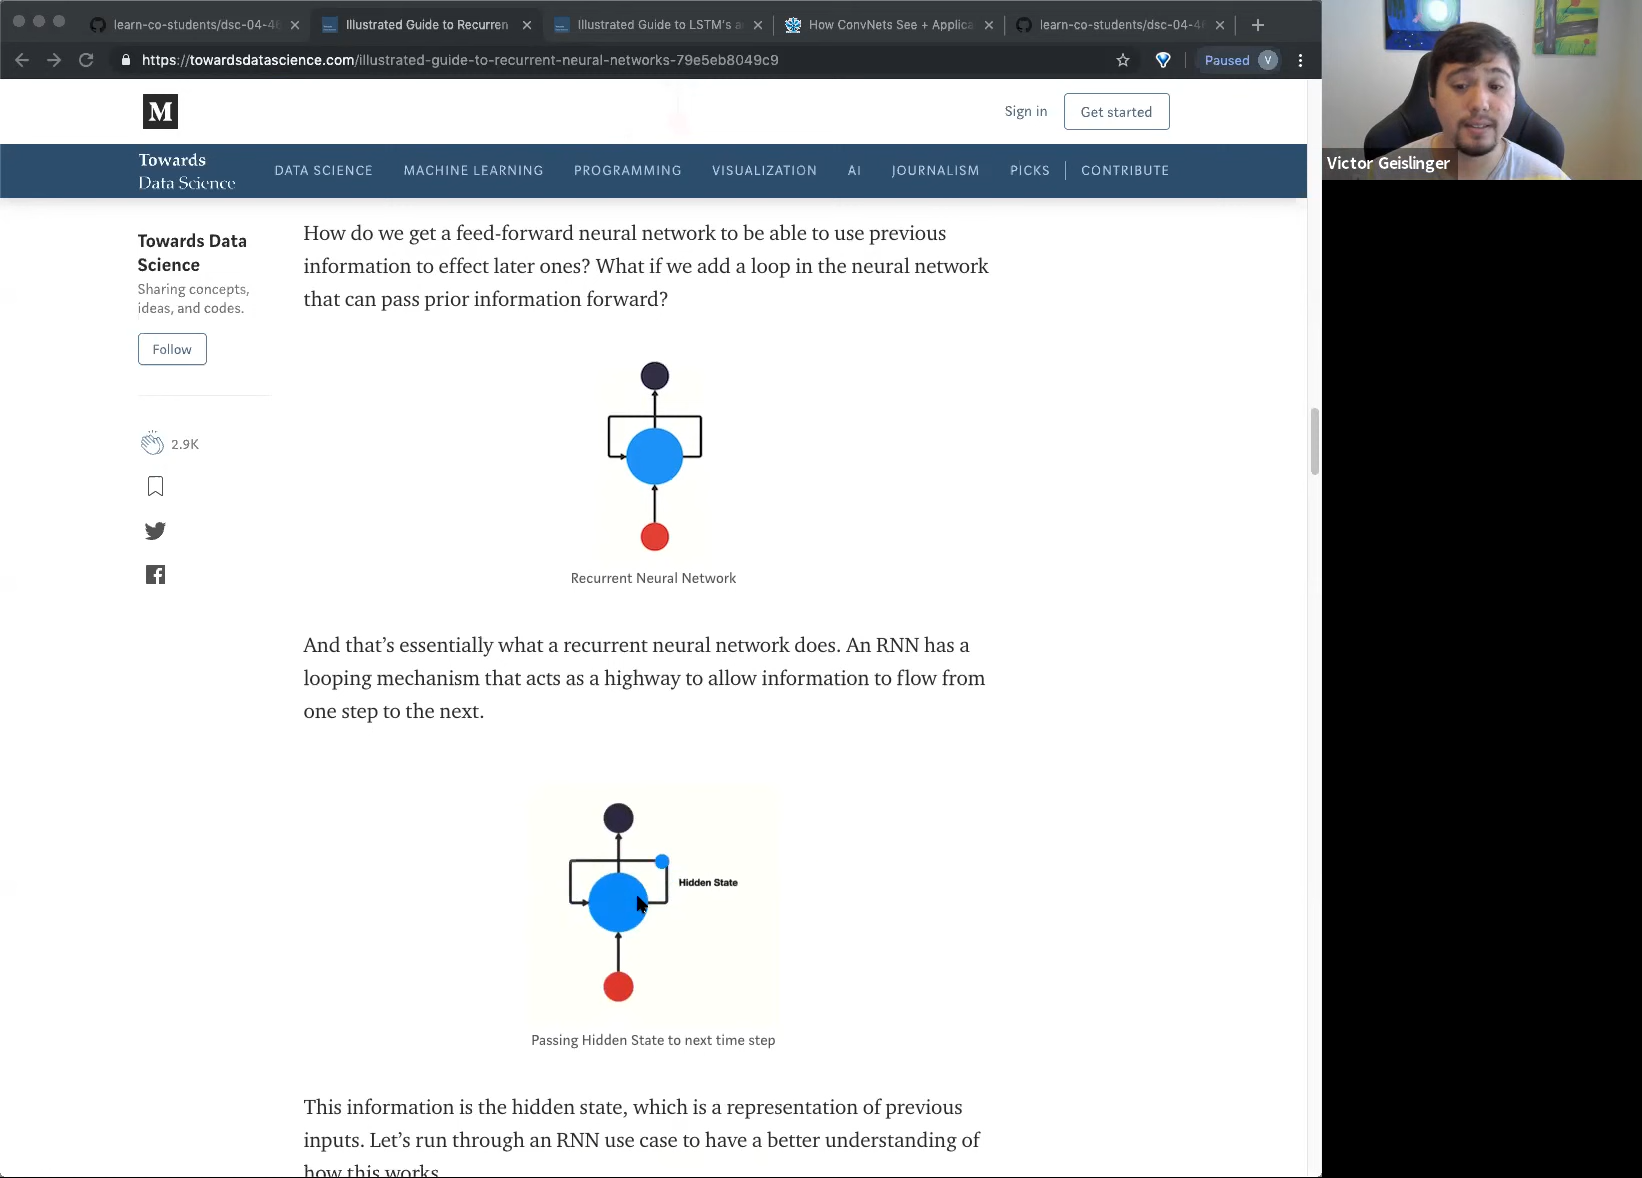 learn-co-students/dsc-04-46
Illustrated Guide to Recurren
Illustrated Guide to LSTM's a
How ConvNets See + Applica
learn-co-students/dsc-04-4
https://towardsdatascience.com/illustrated-guide-to-recurrent-neural-networks-79e5eb8049c9
Paused
V
M
Sign in
Get started
Towards
Data Science
DATA SCIENCE
MACHINE LEARNING
PROGRAMMING
VISUALIZATION
AI
JOURNALISM
PICKS
CONTRIBUTE
Victor Geislinger
Towards Data
Science
Sharing concepts,
ideas, and codes.
Follow
2.9K
How do we get a feed-forward neural network to be able to use previous
information to effect later ones? What if we add a loop in the neural network
that can pass prior information forward?
Recurrent Neural Network
And that’s essentially what a recurrent neural network does. An RNN has a
looping mechanism that acts as a highway to allow information to flow from
one step to the next.
Hidden State
Passing Hidden State to next time step
This information is the hidden state, which is a representation of previous
inputs. Let’s run through an RNN use case to have a better understanding of
how this works